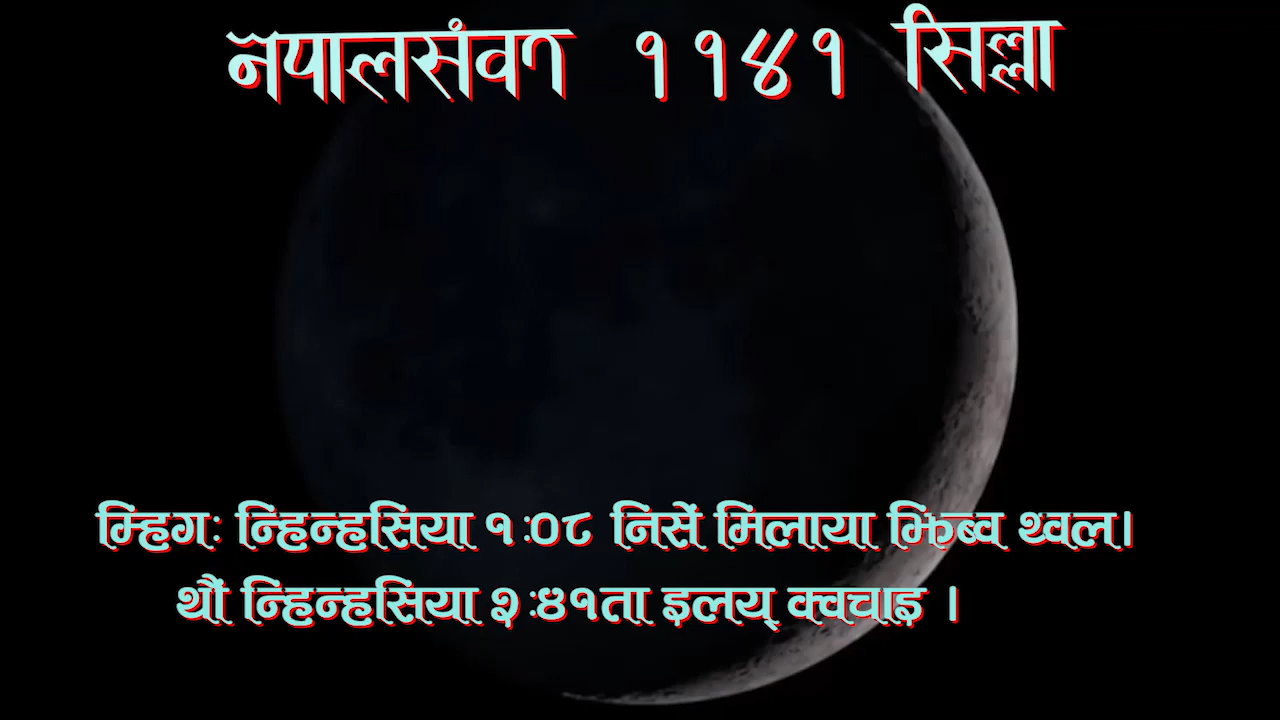 नेपालसंवत ११४१ सिल्ला
म्हिगः न्हिन्हसिया १ः०८ निसें मिलाया झिब्व थ्वल।
थौं न्हिन्हसिया २ः४१ता इलय् क्वचाइ ।